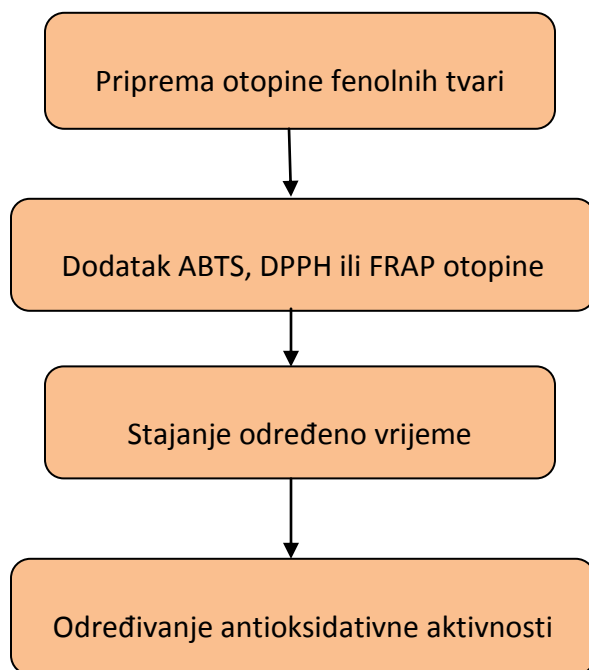 Priprema otopine fenolnih tvari
Dodatak ABTS, DPPH ili FRAP otopine
Stajanje određeno vrijeme
Određivanje antioksidativne aktivnosti